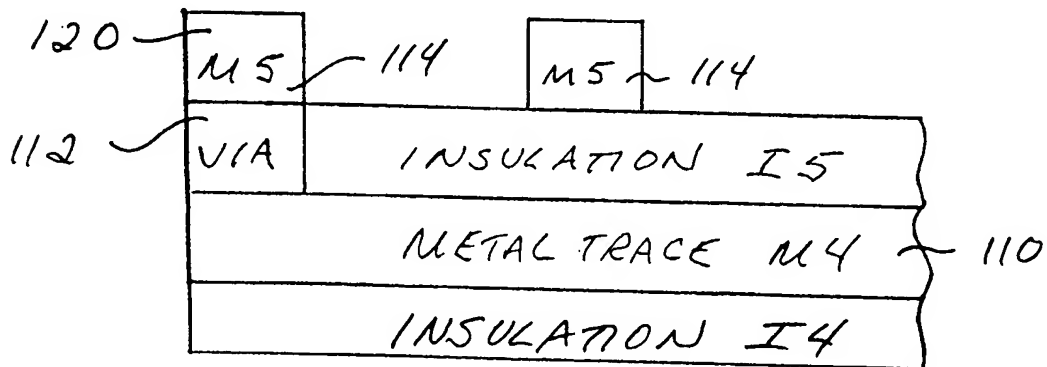 120
M5 114 M5 114
112 VIA INSULATION I5
METAL TRACE M4 110
INSULATION I4